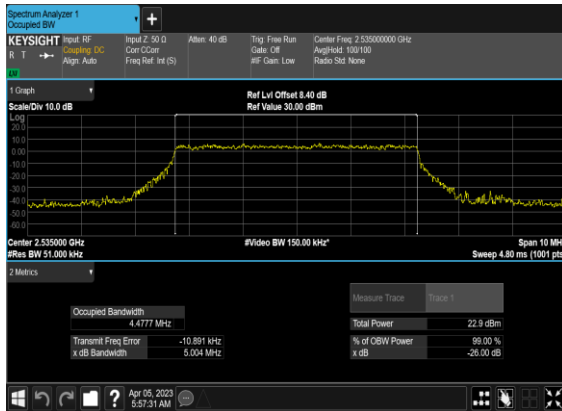 Spectrum Analyzer 1
Occupied BW
+
KEYSIGHT
R T
Input: RF
Coupling: DC
Align: Auto
Input Z: 50 Ω
Corr CCorr
Freq Ref: Int (S)
Atten: 40 dB
Trig: Free Run
Gate: Off
#IF Gain: Low
Center Freq: 2.535000000 GHz
Avg|Hold: 100/100
Radio Std: None
1 Graph
Scale/Div 10.0 dB
Ref Lvl Offset 8.40 dB
Ref Value 30.00 dBm
Log
20.0
10.0
0.00
-10.0
-20.0
-30.0
-40.0
-50.0
-60.0
Center 2.535000 GHz
#Res BW 51.000 kHz
#Video BW 150.00 kHz*
Span 10 MH
Sweep 4.80 ms (1001 pts
2 Metrics
Measure Trace
Trace 1
Occupied Bandwidth
4.4777 MHz
Total Power
22.9 dBm
Transmit Freq Error
-10.891 kHz
% of OBW Power
99.00 %
x dB Bandwidth
5.004 MHz
x dB
-26.00 dB
?
Apr 05, 2023
5:57:31 AM